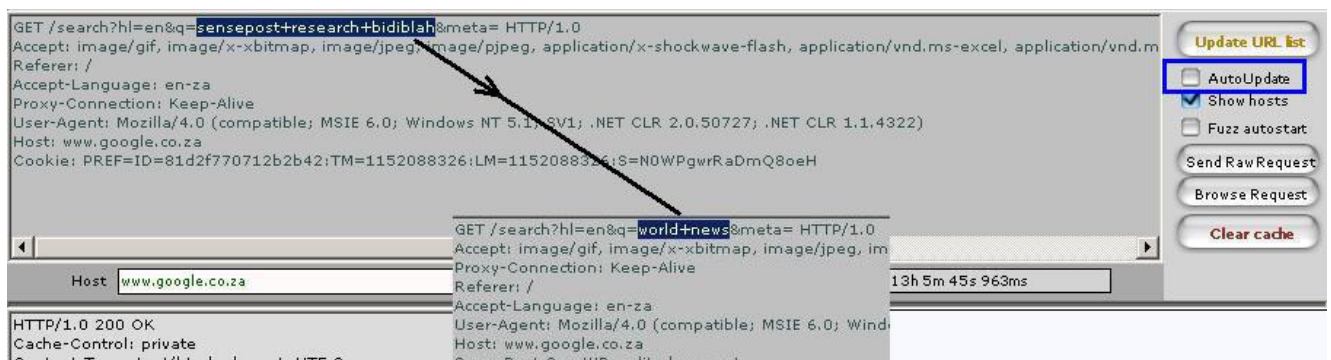 GET /search?hl=en&q=sensepost+research+bidiblah&meta= HTTP/1.0
Accept: image/gif, image/x-xbitmap, image/jpeg, image/pjpeg, application/x-shockwave-flash, application/vnd.ms-excel, application/vnd.m
Referer: /
Accept-Language: en-za
Proxy-Connection: Keep-Alive
User-Agent: Mozilla/4.0 (compatible; MSIE 6.0; Windows NT 5.1; SV1; .NET CLR 2.0.50727; .NET CLR 1.1.4322)
Host: www.google.co.za
Cookie: PREF=ID=81d2f770712b2b42:TM=1152088326:LM=1152088326:S=N0WPgwrRaDmQ8oeH
Update URL list
AutoUpdate
Show hosts
Fuzz autostart
Send Raw Request
Browse Request
Clear cache
GET /search?hl=en&q=world+news&meta= HTTP/1.0
Accept: image/gif, image/x-xbitmap, image/jpeg, im
Proxy-Connection: Keep-Alive
Referer: /
Accept-Language: en-za
User-Agent: Mozilla/4.0 (compatible; MSIE 6.0; Wind
Host: www.google.co.za
Host www.google.co.za
13h 5m 45s 963ms
HTTP/1.0 200 OK
Cache-Control: private